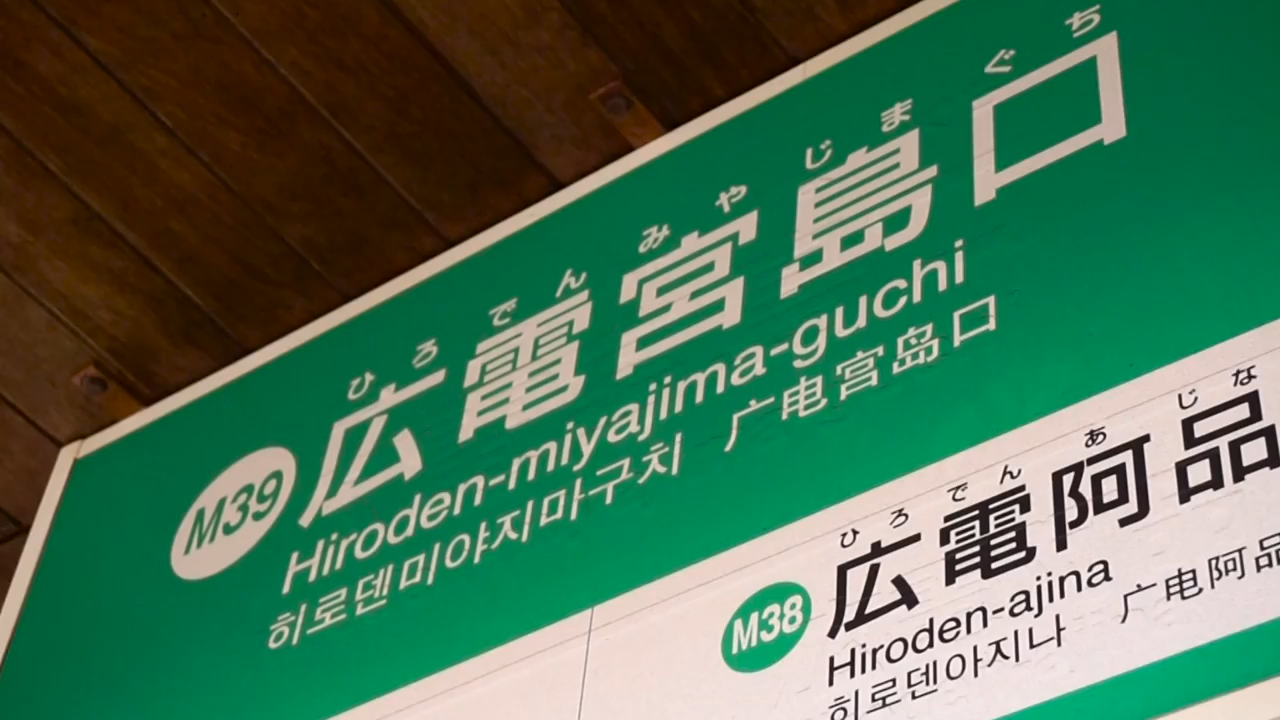 ひろでんみやじまぐち
M39 広電宮島口
Hiroden-miyajima-guchi
히로덴미야지마구치 广电宫岛口
ひろでんあじな
M38 広電阿品
Hiroden-ajina
히로덴아지나 广电阿品